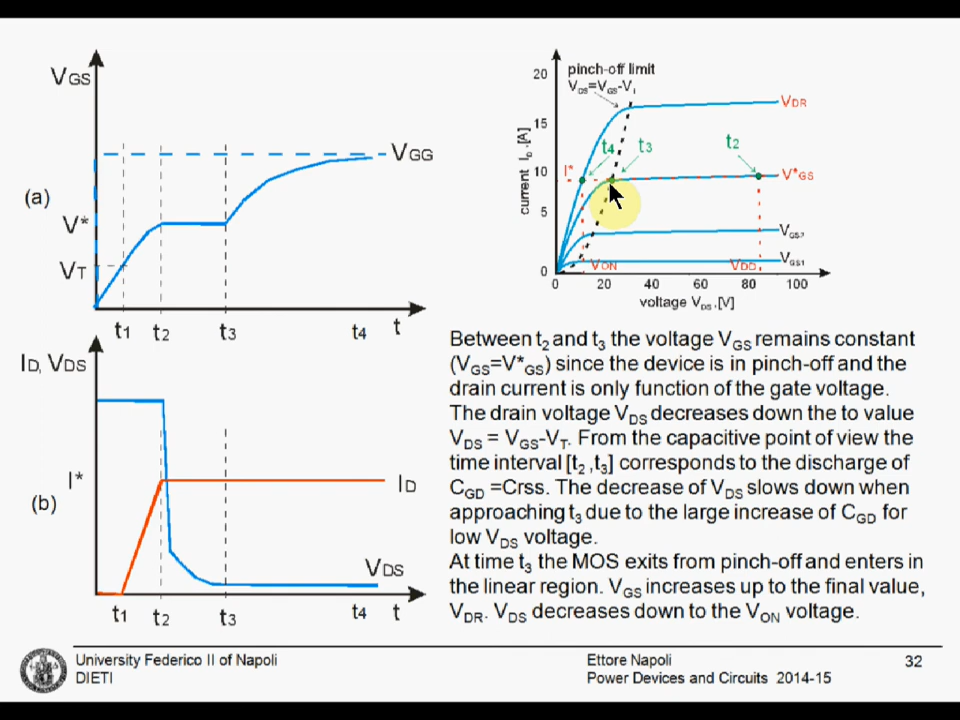 VGS
VGG
(a)
V*
VT
t1 t2 t3 t4 t
ID, VDS
I*
ID
(b)
VDS
t1 t2 t3 t4 t
20
15
10
5
0
current ID.[A]
pinch-off limit
VDS=VGS-VT
VDR
t4 t3 t2
I*
V*GS
VGS2
VGS1
VON VDD
0 20 40 60 80 100
voltage VDS.[V]
Between t2 and t3 the voltage VGS remains constant
(VGS=V*GS) since the device is in pinch-off and the
drain current is only function of the gate voltage.
The drain voltage VDS decreases down the to value
VDS = VGS-VT. From the capacitive point of view the
time interval [t2 ,t3] corresponds to the discharge of
CGD =Crss. The decrease of VDS slows down when
approaching t3 due to the large increase of CGD for
low VDS voltage.
At time t3 the MOS exits from pinch-off and enters in
the linear region. VGS increases up to the final value,
VDR. VDS decreases down to the VON voltage.
University Federico II of Napoli
DIETI
Ettore Napoli
Power Devices and Circuits 2014-15
32